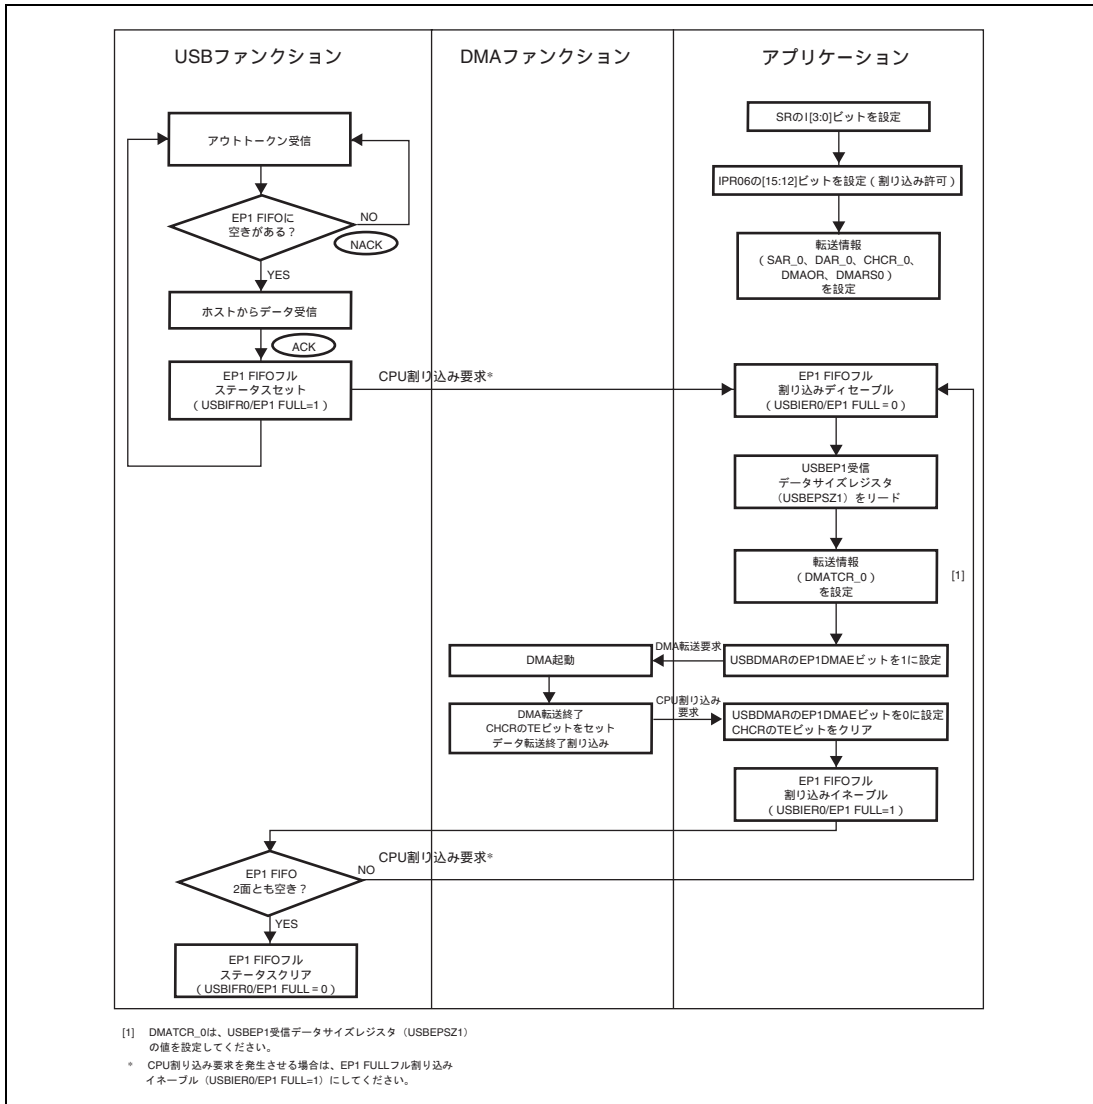 USBファンクション
DMAファンクション
アプリケーション
アウトトークン受信
EP1 FIFOに
空きがある？
NO
NACK
YES
ホストからデータ受信
ACK
EP1 FIFOフル
ステータスセット
（USBIFR0/EP1 FULL=1）
CPU割り込み要求*
SRのI[3:0]ビットを設定
IPR06の[15:12]ビットを設定（割り込み許可）
転送情報
（SAR_0、DAR_0、CHCR_0、
DMAOR、DMARS0）
を設定
EP1 FIFOフル
割り込みディセーブル
（USBIER0/EP1 FULL = 0）
USBEP1受信
データサイズレジスタ
（USBEPSZ1）をリード
転送情報
（DMATCR_0）
を設定
[1]
DMA転送要求
DMA起動
USBDMARのEP1DMAEビットを1に設定
DMA転送終了
CHCRのTEビットをセット
データ転送終了割り込み
CPU割り込み
要求
USBDMARのEP1DMAEビットを0に設定
CHCRのTEビットをクリア
EP1 FIFOフル
割り込みイネーブル
（USBIER0/EP1 FULL=1）
EP1 FIFO
2面とも空き？
NO
CPU割り込み要求*
YES
EP1 FIFOフル
ステータスクリア
（USBIFR0/EP1 FULL = 0）
[1] DMATCR_0は、USBEP1受信データサイズレジスタ（USBEPSZ1）
の値を設定してください。
* CPU割り込み要求を発生させる場合は、EP1 FULLフル割り込み
イネーブル（USBIER0/EP1 FULL=1）にしてください。